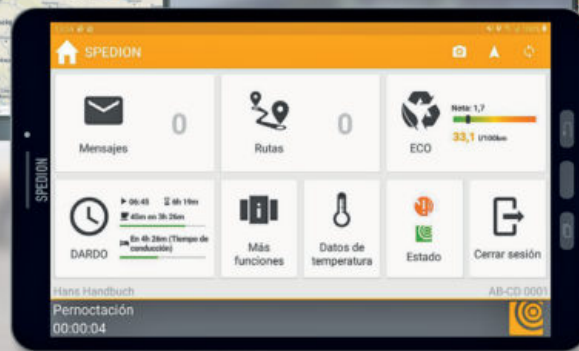 SPEDION
SPEDION
Mensajes
0
Rutas
0
ECO
Nota: 1,7
33,1 l/100km
DARDO
06:45 6h 19m
45m en 3h 26m
En 4h 26m (Tiempo de
conducción)
Más
funciones
Datos de
temperatura
Estado
Cerrar sesión
Hans Handbuch
AB-CD 0001
Pernoctación
00:00:04